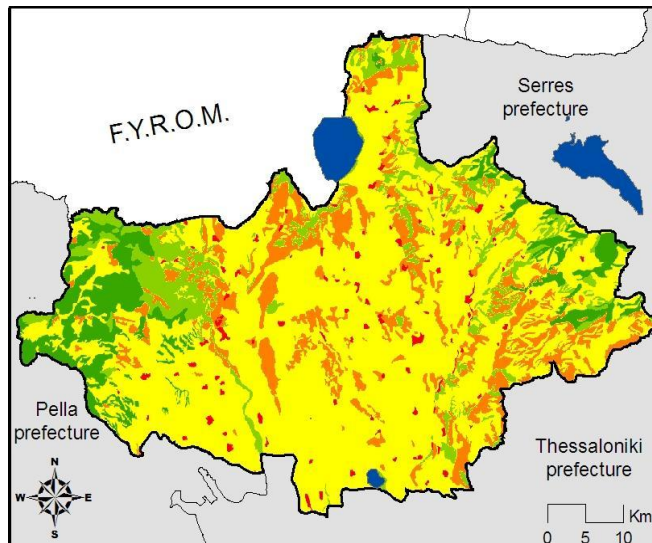 F.Y.R.O.M.
Serres
prefecture
Pella
prefecture
Thessaloniki
prefecture
N
W E
S
Km
0 5 10